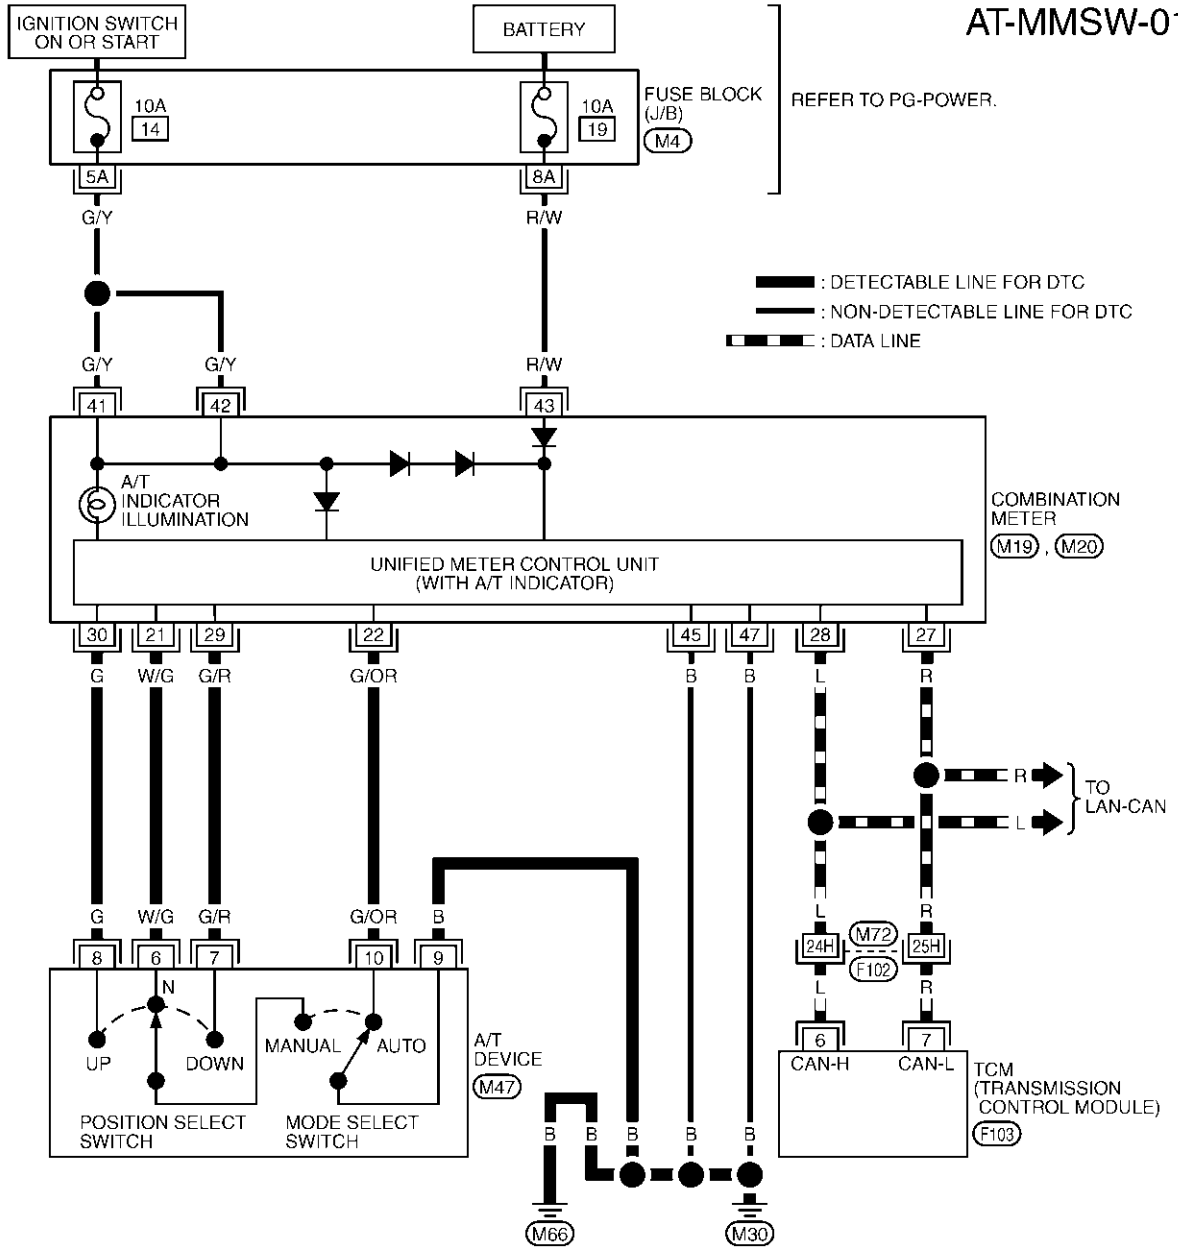 AT-MMSW-01
IGNITION SWITCH
ON OR START
BATTERY
10A
14
10A
19
FUSE BLOCK
(J/B)
M4
REFER TO PG-POWER.
5A
8A
G/Y
R/W
: DETECTABLE LINE FOR DTC
: NON-DETECTABLE LINE FOR DTC
: DATA LINE
G/Y
G/Y
R/W
41
42
43
A/T
INDICATOR
ILLUMINATION
COMBINATION
METER
M19 , M20
UNIFIED METER CONTROL UNIT
(WITH A/T INDICATOR)
30
21
29
22
45
47
28
27
G
W/G
G/R
G/OR
B
B
L
R
R
L
TO
LAN-CAN
G
W/G
G/R
G/OR
B
L
R
8
6
7
10
9
24H
M72
F102
25H
L
R
N
UP
DOWN
MANUAL
AUTO
POSITION SELECT
SWITCH
MODE SELECT
SWITCH
A/T
DEVICE
M47
6
7
CAN-H
CAN-L
TCM
(TRANSMISSION
CONTROL MODULE)
F103
B
B
B
B
B
M66
M30